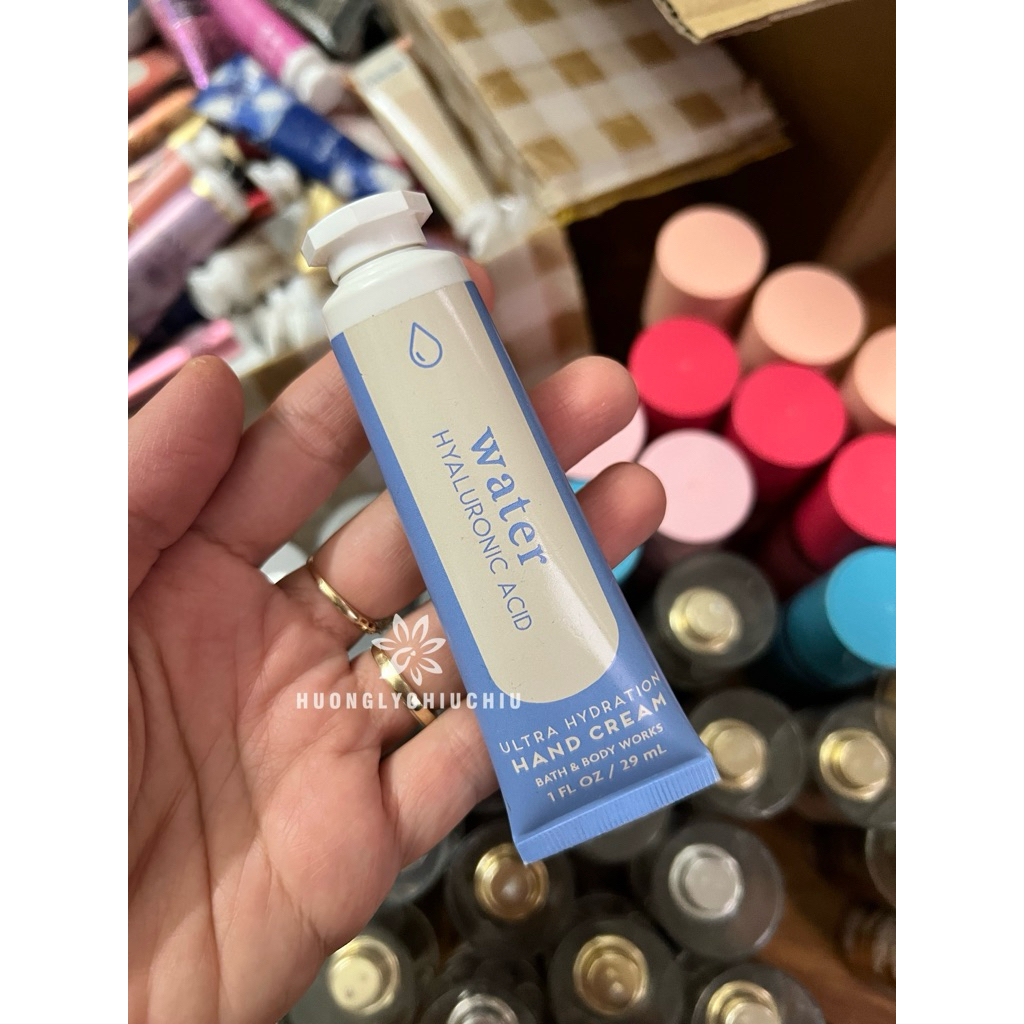 water
HYALURONIC ACID
HUONGLYCHIUCHIU
ULTRA HYDRATION
HAND CREAM
BATH & BODY WORKS
1 FL OZ / 29 mL